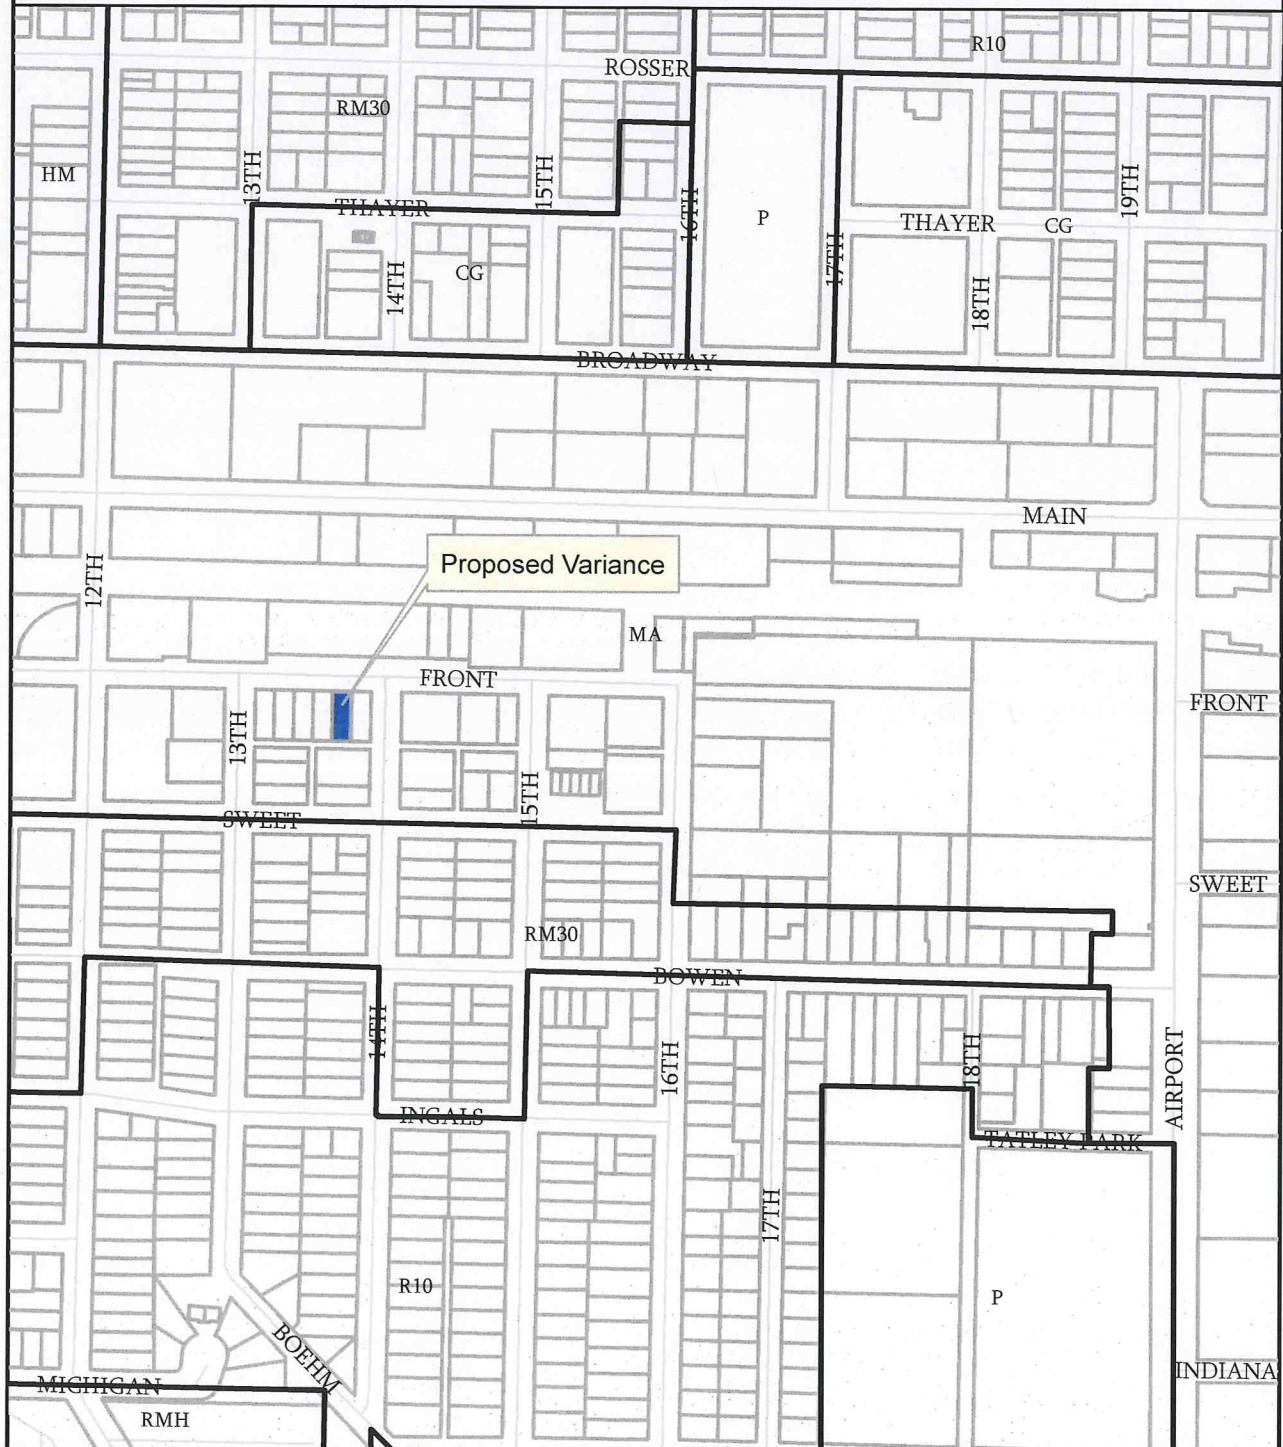 R10
ROSSER
RM30
HM
13TH
15TH
THAYER
16TH
P
17TH
THAYER
CG
19TH
14TH
CG
18TH
BROADWAY
MAIN
Proposed Variance
12TH
MA
FRONT
FRONT
13TH
15TH
SWEET
SWEET
RM30
BOWEN
14TH
16TH
18TH
AIRPORT
INGALS
TATLEY PARK
17TH
R10
P
BOEHM
INDIANA
MICHIGAN
RMH